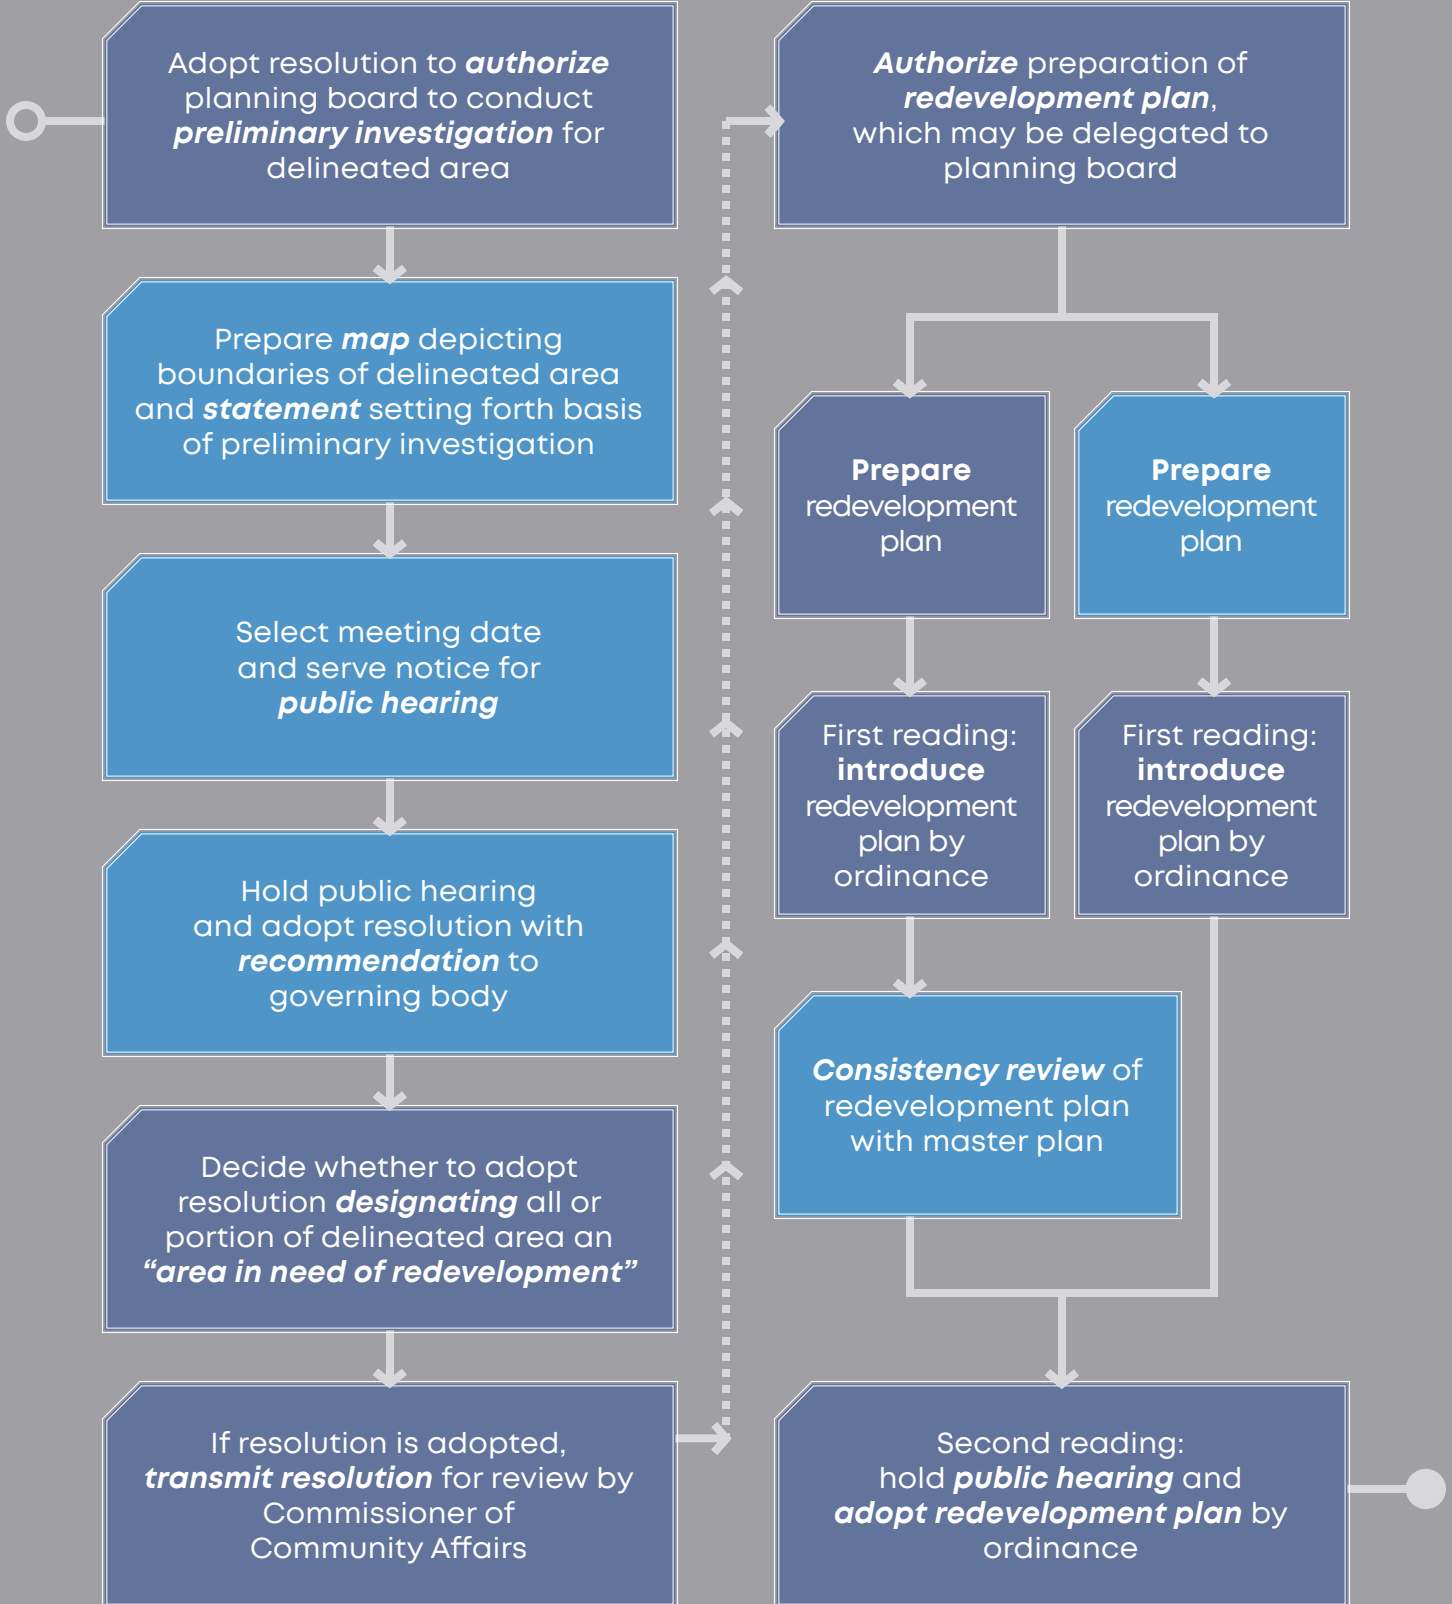 Adopt resolution to authorize
planning board to conduct
preliminary investigation for
delineated area
Prepare map depicting
boundaries of delineated area
and statement setting forth basis
of preliminary investigation
Select meeting date
and serve notice for
public hearing
Hold public hearing
and adopt resolution with
recommendation to
governing body
Decide whether to adopt
resolution designating all or
portion of delineated area an
“area in need of redevelopment”
If resolution is adopted,
transmit resolution for review by
Commissioner of
Community Affairs
Authorize preparation of
redevelopment plan,
which may be delegated to
planning board
Prepare
redevelopment
plan
Prepare
redevelopment
plan
First reading:
introduce
redevelopment
plan by
ordinance
First reading:
introduce
redevelopment
plan by
ordinance
Consistency review of
redevelopment plan
with master plan
Second reading:
hold public hearing and
adopt redevelopment plan by
ordinance